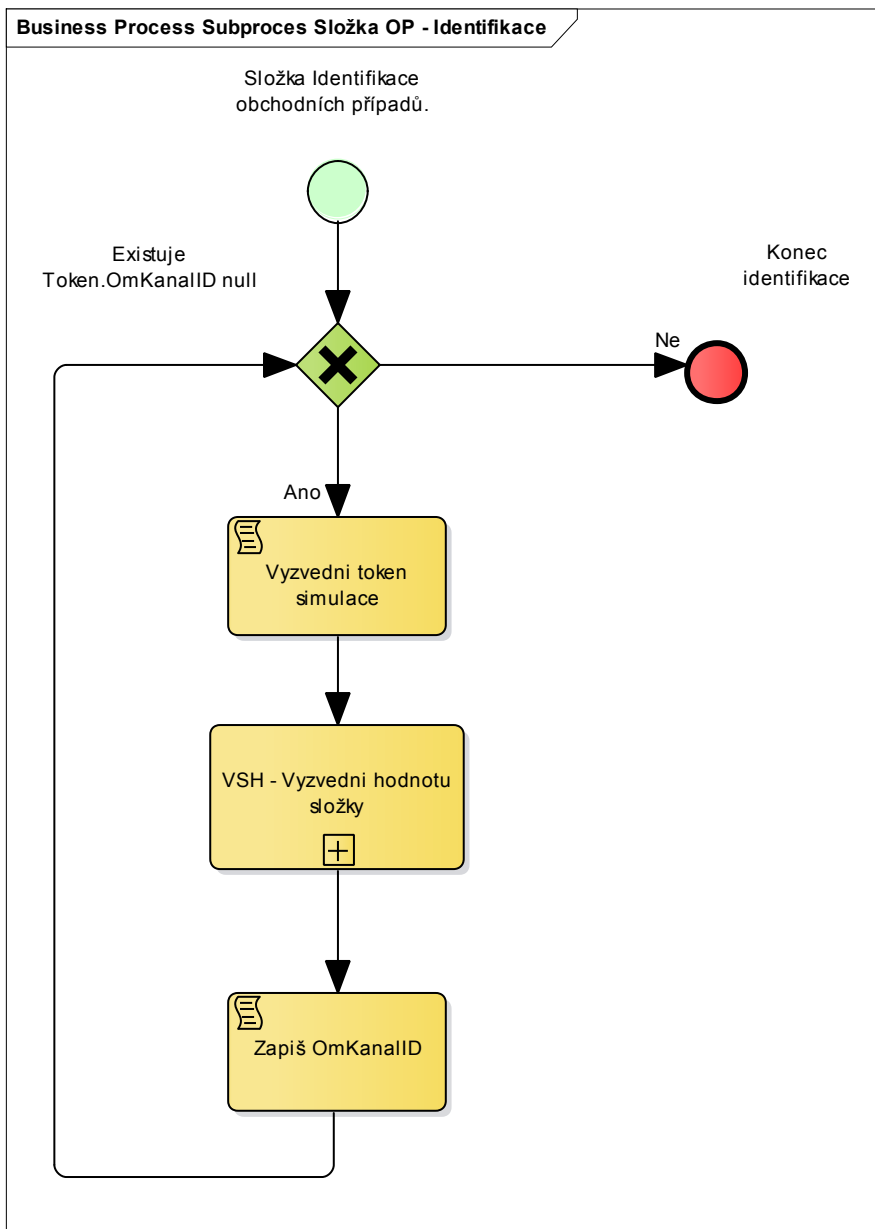 Business Process Subproces Složka OP - Identifikace
Složka Identifikace
obchodních případů.
Existuje
Token.OmKanalID null
Konec
identifikace
Ne
Ano
Vyzvedni token
simulace
VSH - Vyzvedni hodnotu
složky
Zapiš OmKanalID